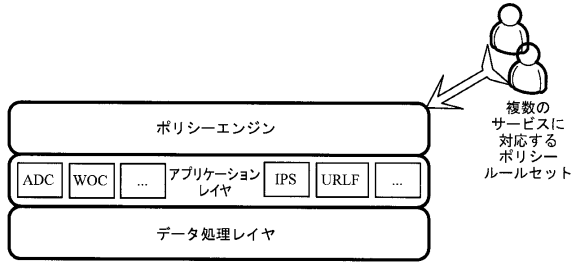 ポリシーエンジン
ADC
WOC
...
アプリケーション
レイヤ
IPS
URLF
...
データ処理レイヤ
複数の
サービスに
対応する
ポリシー
ルールセット